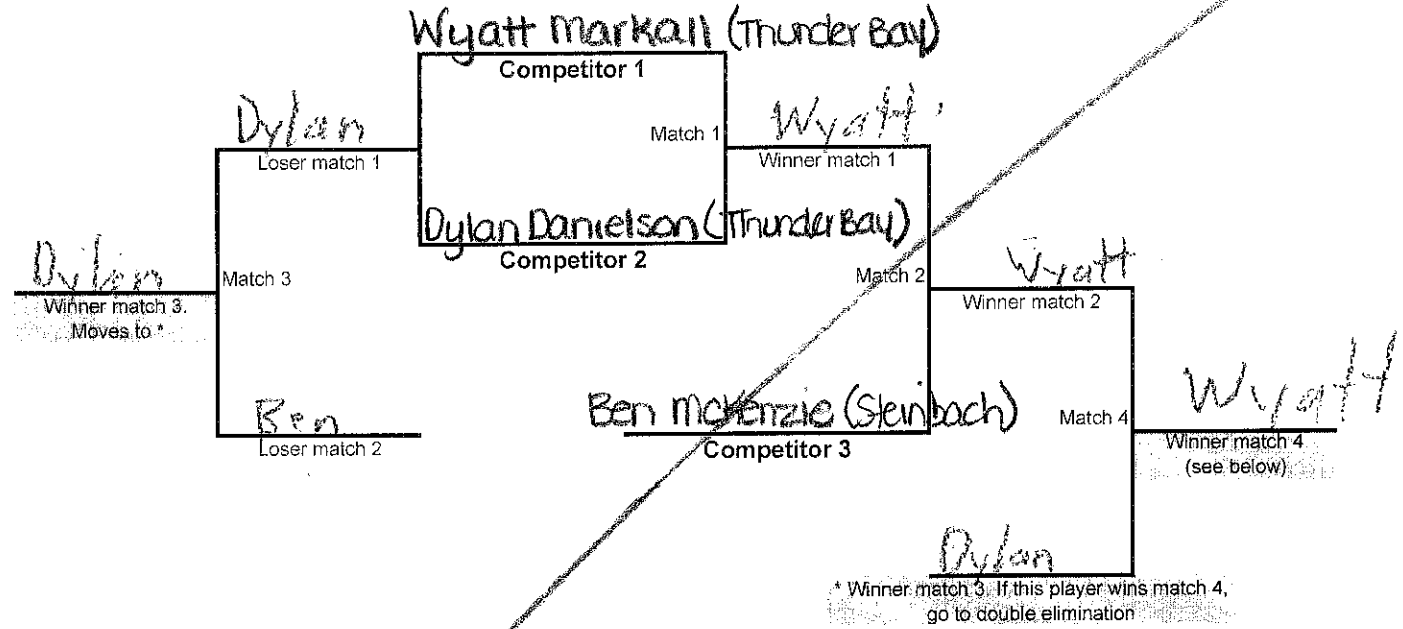 Wyatt Markall (Thunder Bay)
Competitor 1
Dylan
Loser match 1
Match 1
Wyatt
Winner match 1
Dylan Danielson (Thunder Bay)
Competitor 2
Dylan
Winner match 3.
Moves to *
Match 3
Match 2
Wyatt
Winner match 2
Ben
Loser match 2
Ben McKenzie (Steinbach)
Competitor 3
Match 4
Wyatt
Winner match 4
(see below)
Dylan
* Winner match 3. If this player wins match 4,
go to double elimination